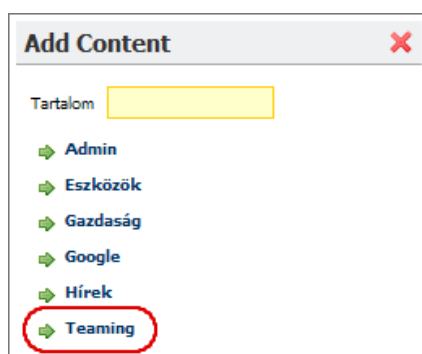 Add Content
Tartalom
Admin
Eszközök
Gazdaság
Google
Hírek
Teaming